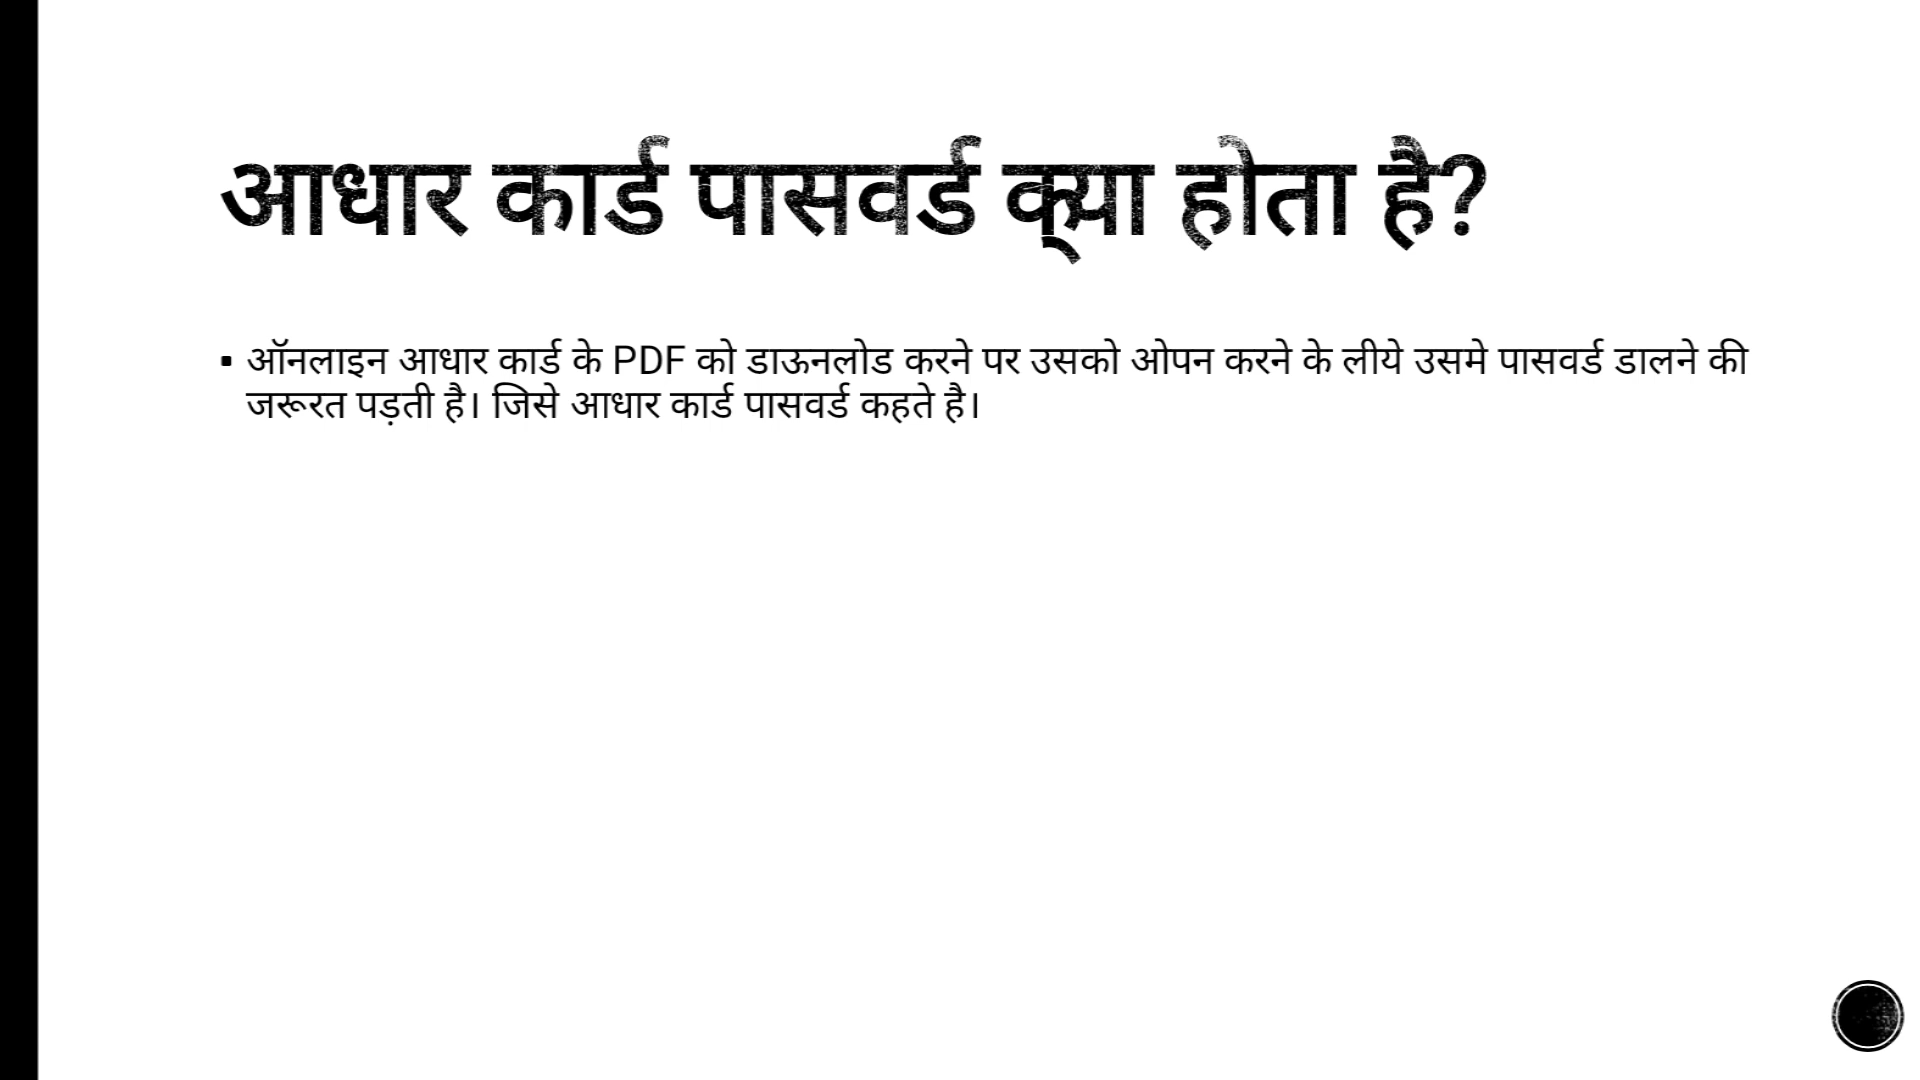 आधार कार्ड पासवर्ड क्या होता है?
▪ ऑनलाइन आधार कार्ड के PDF को डाऊनलोड करने पर उसको ओपन करने के लीये उसमे पासवर्ड डालने की
जरूरत पड़ती है। जिसे आधार कार्ड पासवर्ड कहते है।